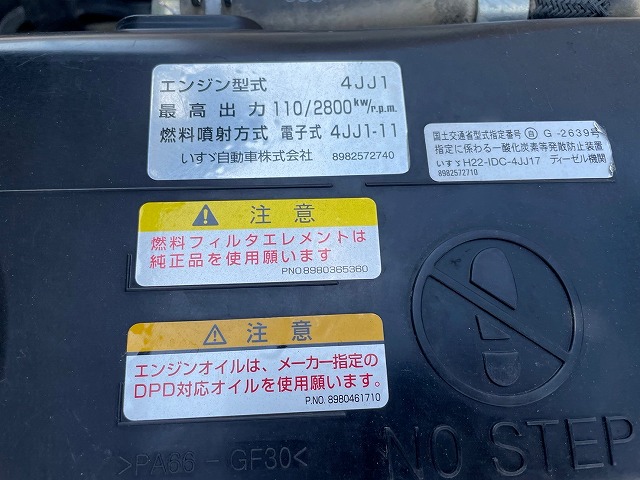 エンジン型式 4JJ1
最高出力 110/2800kW/r.p.m.
燃料噴射方式 電子式 4JJ1-11
いすゞ自動車株式会社 8982572740
国土交通省型式指定番号 自 G-2639号
指定に係わる一酸化炭素等発散防止装置
いすゞH22-IDC-4JJ17 ディーゼル機関
8982572710
注意
燃料フィルタエレメントは
純正品を使用願います
PNO.8980365360
注意
エンジンオイルは、メーカー指定の
DPD対応オイルを使用願います。
P.NO. 8980461710
NO STEP
>PA66-GF30<